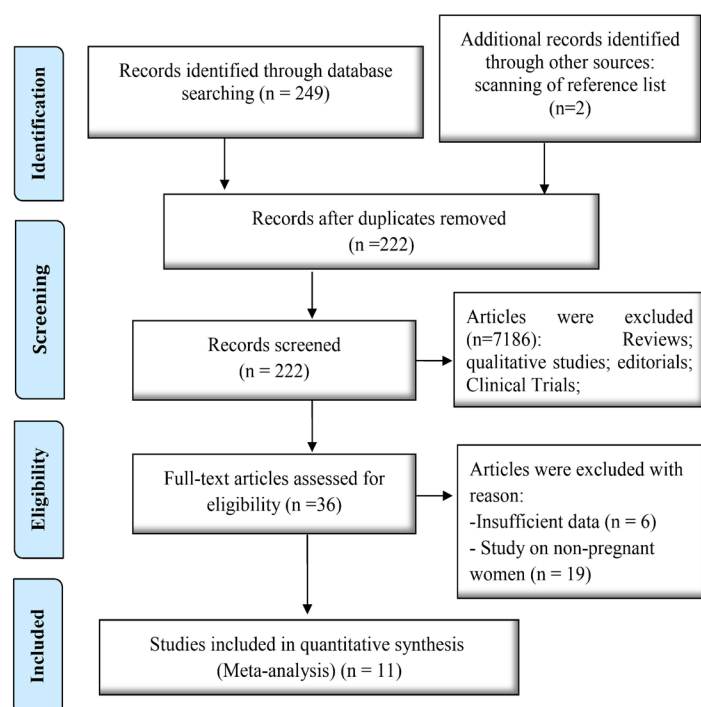 Identification
Records identified through database
searching (n = 249)
Additional records identified
through other sources:
scanning of reference list
(n=2)
Records after duplicates removed
(n =222)
Screening
Records screened
(n = 222)
Articles were excluded
(n=7186): Reviews;
qualitative studies; editorials;
Clinical Trials;
Eligibility
Full-text articles assessed for
eligibility (n =36)
Articles were excluded with
reason:
-Insufficient data (n = 6)
- Study on non-pregnant
women (n = 19)
Included
Studies included in quantitative synthesis
(Meta-analysis) (n = 11)